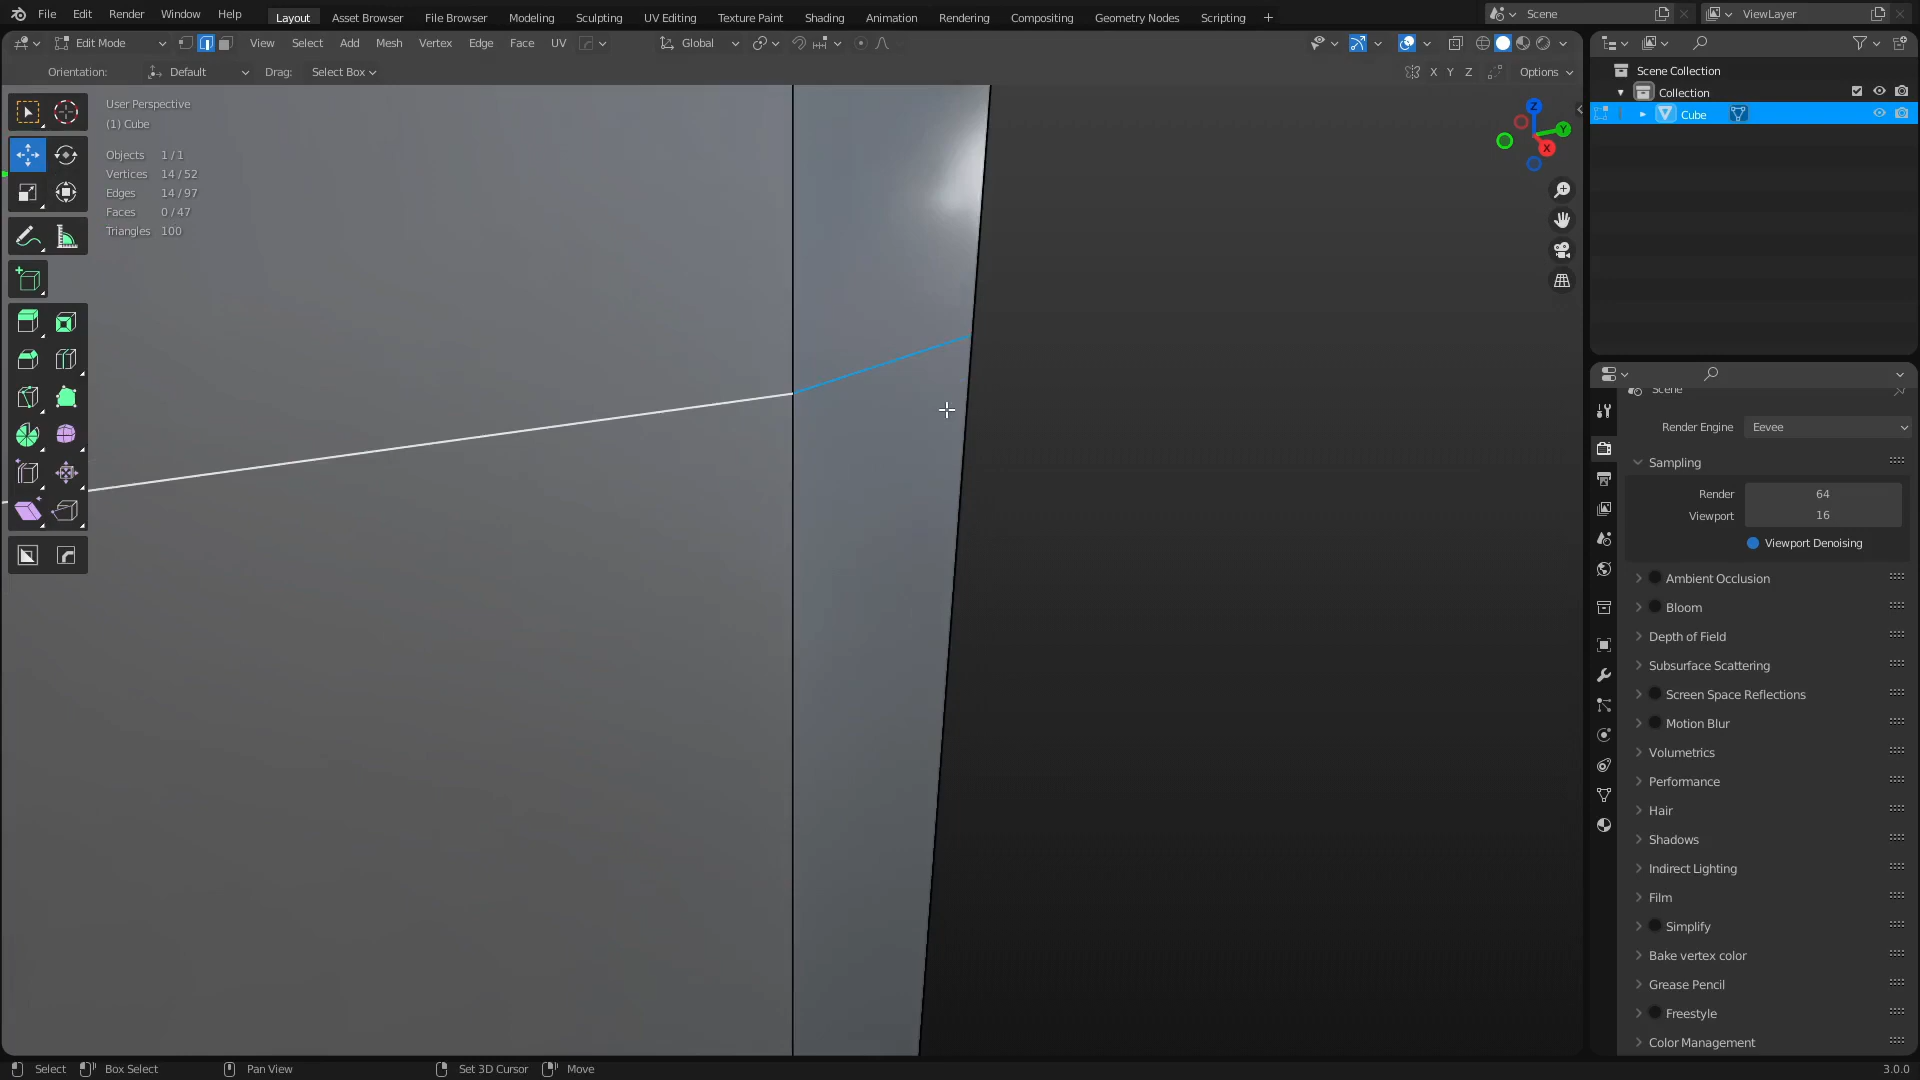 File Edit Render Window Help Layout Asset Browser File Browser Modeling Sculpting UV Editing Texture Paint Shading Animation Rendering Compositing Geometry Nodes Scripting + Scene ViewLayer
Edit Mode View Select Add Mesh Vertex Edge Face UV Global
Orientation: Default Drag: Select Box X Y Z Options
User Perspective
(1) Cube
Objects 1 / 1
Vertices 14 / 52
Edges 14 / 97
Faces 0 / 47
Triangles 100
Z
Y
X
Scene Collection
Collection
Cube
Scene
Render Engine Eevee
Sampling
Render 64
Viewport 16
Viewport Denoising
Ambient Occlusion
Bloom
Depth of Field
Subsurface Scattering
Screen Space Reflections
Motion Blur
Volumetrics
Performance
Hair
Shadows
Indirect Lighting
Film
Simplify
Bake vertex color
Grease Pencil
Freestyle
Color Management
Select Box Select Pan View Set 3D Cursor Move 3.0.0